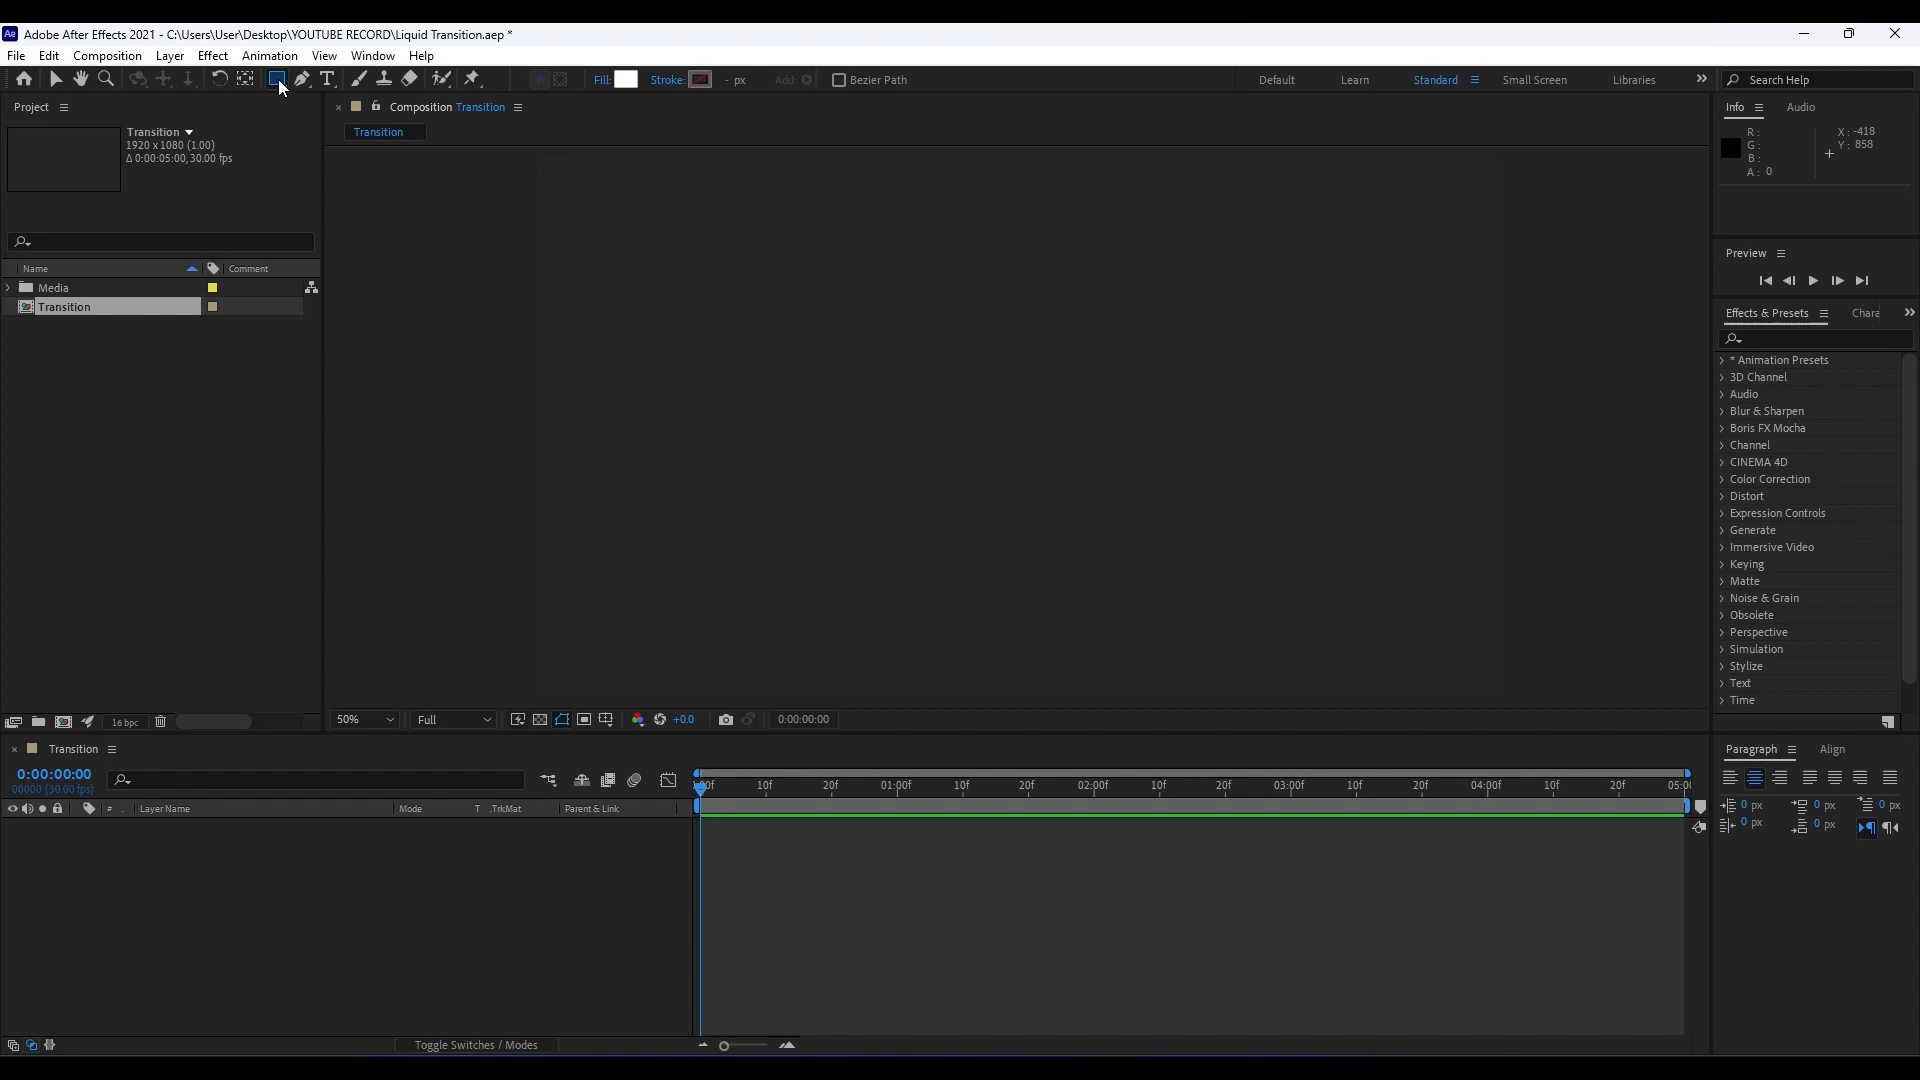 Ae Adobe After Effects 2021 - C:\Users\User\Desktop\YOUTUBE RECORD\Liquid Transition.aep *
File Edit Composition Layer Effect Animation View Window Help
T Fill: Stroke: - px Add: Bezier Path Default Learn Standard Small Screen Libraries » Search Help
Project
Transition
1920 x 1080 (1.00)
Δ 0:00:05:00, 30.00 fps
Name Comment
Media
Transition
16 bpc
Composition Transition
Transition
50% Full +0.0 0:00:00:00
Info Audio
R: X: -418
G: Y: 858
B:
A: 0
Preview
Effects & Presets Chara »
* Animation Presets
3D Channel
Audio
Blur & Sharpen
Boris FX Mocha
Channel
CINEMA 4D
Color Correction
Distort
Expression Controls
Generate
Immersive Video
Keying
Matte
Noise & Grain
Obsolete
Perspective
Simulation
Stylize
Text
Time
Transition
0:00:00:00
00000 (30.00 fps)
10f 20f 01:00f 10f 20f 02:00f 10f 20f 03:00f 10f 20f 04:00f 10f 20f 05:0
# . Layer Name Mode T .TrkMat Parent & Link
Toggle Switches / Modes
Paragraph Align
0 px 0 px 0 px
0 px 0 px